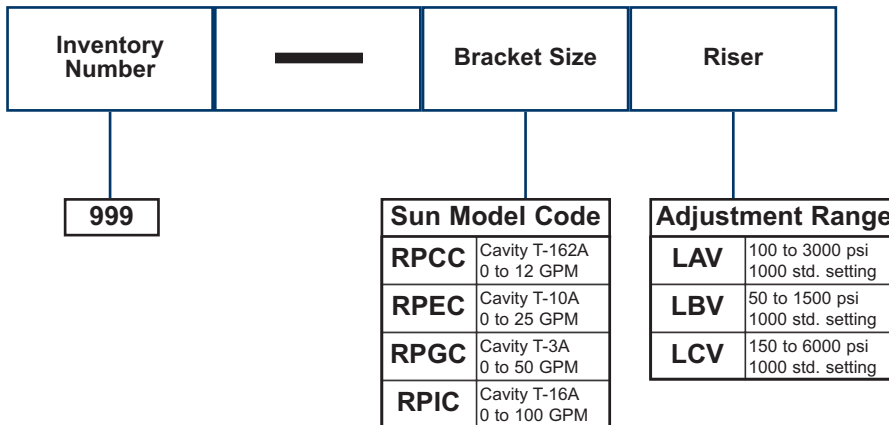 Inventory
Number
Bracket Size
Riser
999
Sun Model Code
RPCC
Cavity T-162A
0 to 12 GPM
RPEC
Cavity T-10A
0 to 25 GPM
RPGC
Cavity T-3A
0 to 50 GPM
RPIC
Cavity T-16A
0 to 100 GPM
Adjustment Range
LAV
100 to 3000 psi
1000 std. setting
LBV
50 to 1500 psi
1000 std. setting
LCV
150 to 6000 psi
1000 std. setting